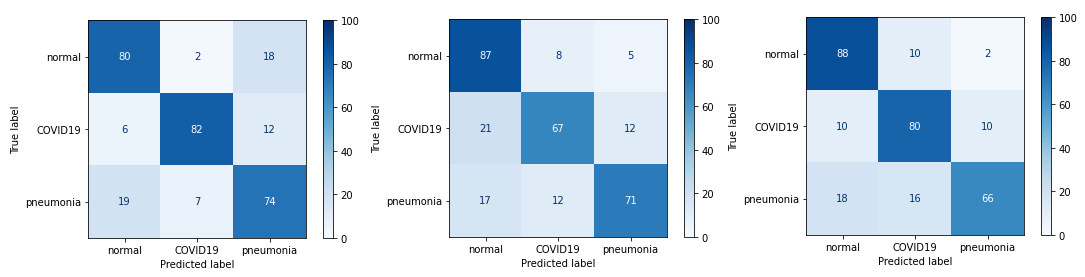 normal 80 2 18
COVID19 6 82 12
pneumonia 19 7 74
normal COVID19 pneumonia
Predicted label
True label
100
80
60
40
20
0
normal 87 8 5
COVID19 21 67 12
pneumonia 17 12 71
normal COVID19 pneumonia
Predicted label
True label
100
80
60
40
20
0
normal 88 10 2
COVID19 10 80 10
pneumonia 18 16 66
normal COVID19 pneumonia
Predicted label
True label
100
80
60
40
20
0